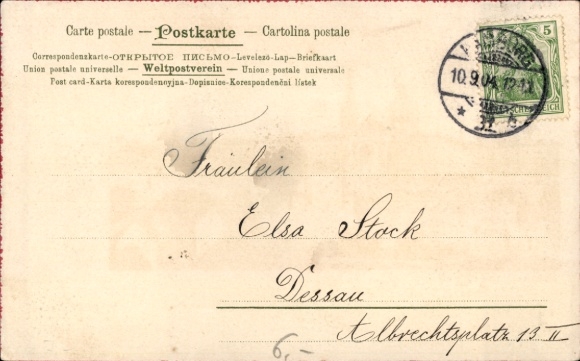 Carte postale — Postkarte — Cartolina postale
Correspondenzkarte-ОТКРЫТОЕ ПИСЬМО-Levelező-Lap-Briefkaart
Union postale universelle — Weltpostverein — Unione postale universale
Post card-Karta korespondencyjna-Dopisnice-Korespondenční lístek
5
10.9.04
Fräulein
Elsa Stock
Dessau
Albrechtsplatz 13 II
6,-